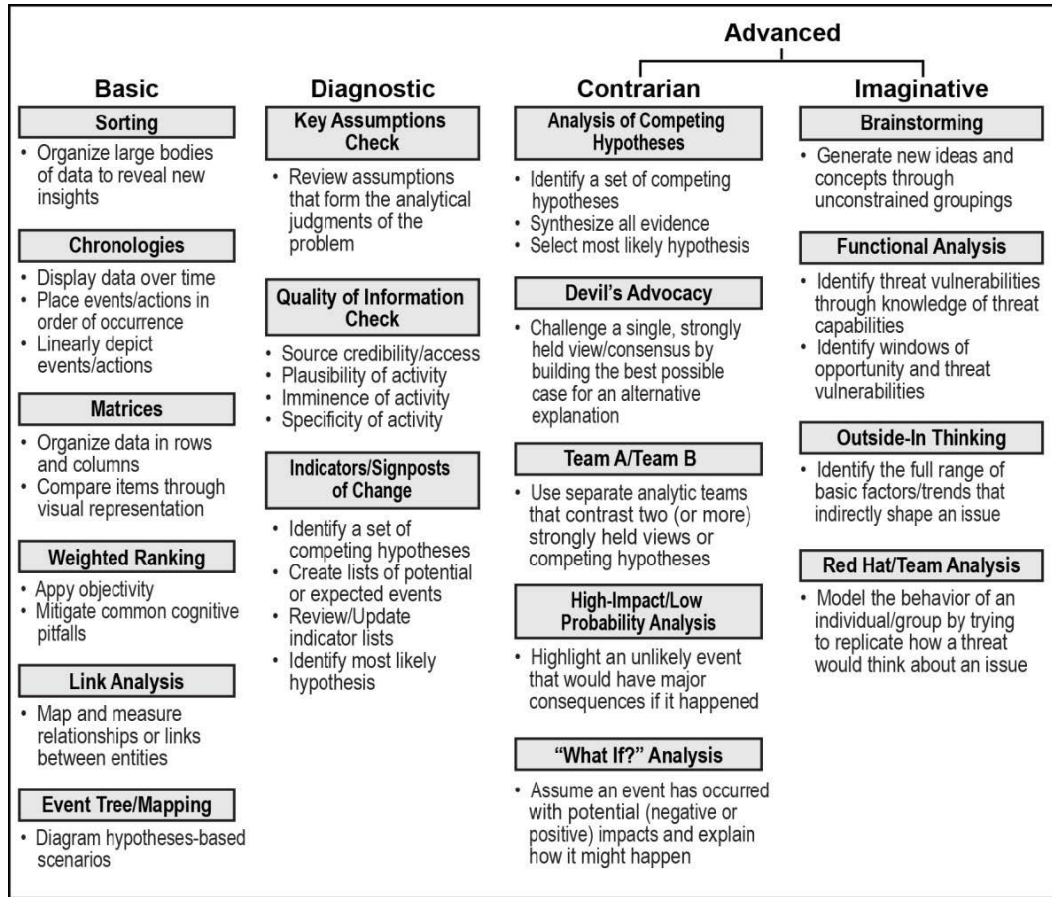 Advanced
Basic
Sorting
• Organize large bodies
of data to reveal new
insights
Chronologies
• Display data over time
• Place events/actions in
order of occurrence
• Linearly depict
events/actions
Matrices
• Organize data in rows
and columns
• Compare items through
visual representation
Weighted Ranking
• Appy objectivity
• Mitigate common cognitive
pitfalls
Link Analysis
• Map and measure
relationships or links
between entities
Event Tree/Mapping
• Diagram hypotheses-based
scenarios
Diagnostic
Key Assumptions
Check
• Review assumptions
that form the analytical
judgments of the
problem
Quality of Information
Check
• Source credibility/access
• Plausibility of activity
• Imminence of activity
• Specificity of activity
Indicators/Signposts
of Change
• Identify a set of
competing hypotheses
• Create lists of potential
or expected events
• Review/Update
indicator lists
• Identify most likely
hypothesis
Contrarian
Analysis of Competing
Hypotheses
• Identify a set of competing
hypotheses
• Synthesize all evidence
• Select most likely hypothesis
Devil's Advocacy
• Challenge a single, strongly
held view/consensus by
building the best possible
case for an alternative
explanation
Team A/Team B
• Use separate analytic teams
that contrast two (or more)
strongly held views or
competing hypotheses
High-Impact/Low
Probability Analysis
• Highlight an unlikely event
that would have major
consequences if it happened
“What If?” Analysis
• Assume an event has occurred
with potential (negative or
positive) impacts and explain
how it might happen
Imaginative
Brainstorming
• Generate new ideas and
concepts through
unconstrained groupings
Functional Analysis
• Identify threat vulnerabilities
through knowledge of threat
capabilities
• Identify windows of
opportunity and threat
vulnerabilities
Outside-In Thinking
• Identify the full range of
basic factors/trends that
indirectly shape an issue
Red Hat/Team Analysis
• Model the behavior of an
individual/group by trying
to replicate how a threat
would think about an issue